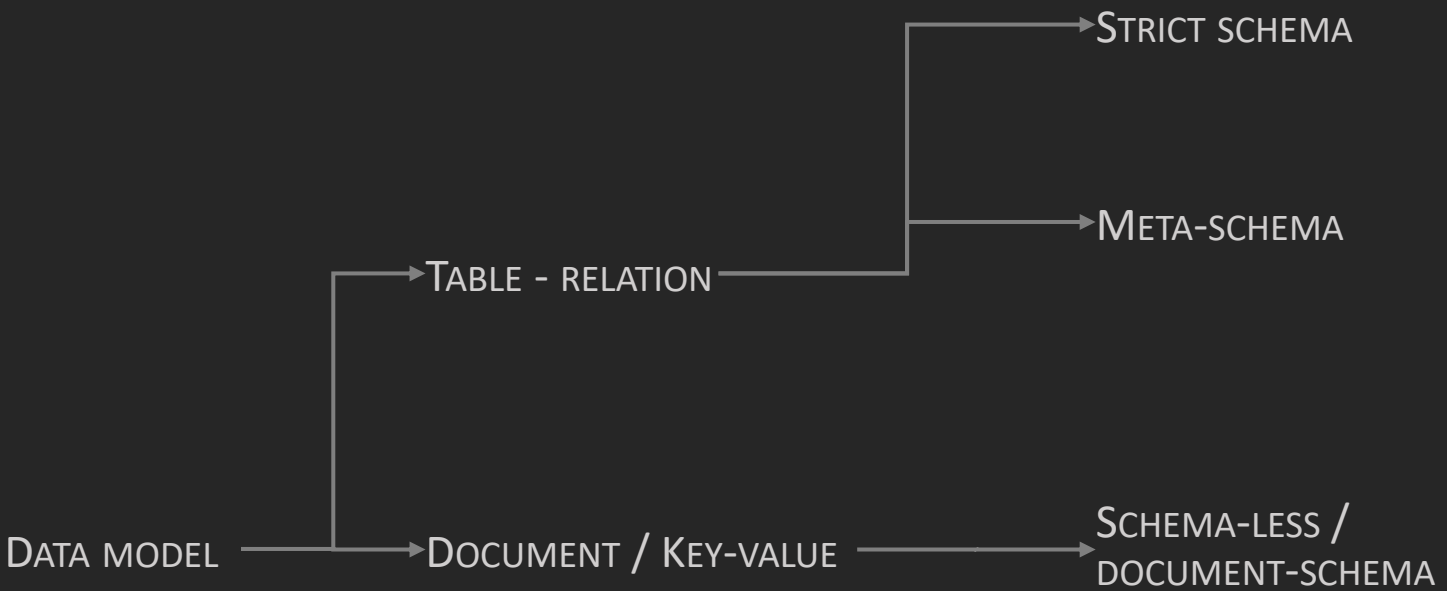 STRICT SCHEMA
META-SCHEMA
TABLE - RELATION
DATA MODEL
DOCUMENT / KEY-VALUE
SCHEMA-LESS /
DOCUMENT-SCHEMA